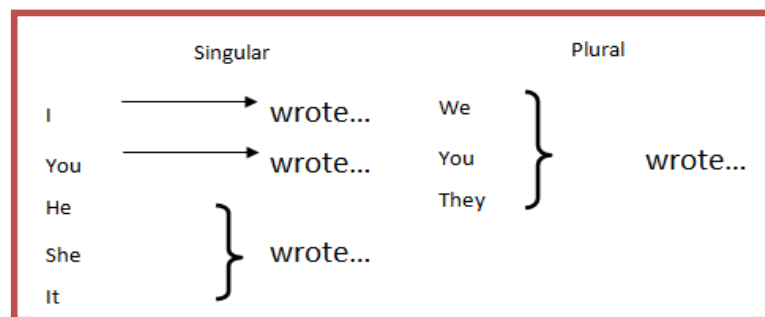 Singular Plural
I wrote... We
You wrote... You wrote...
He They
She wrote...
It